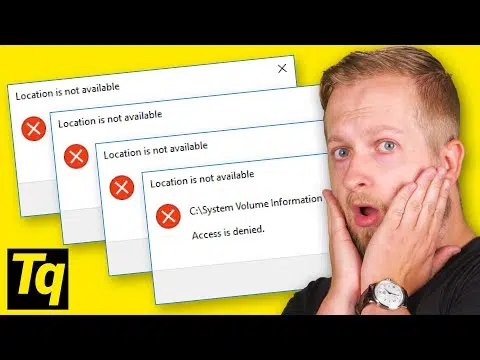 Location is not available
Location is not available
Location is not available
Location is not available
C:\System Volume Information
Access is denied.
Tq